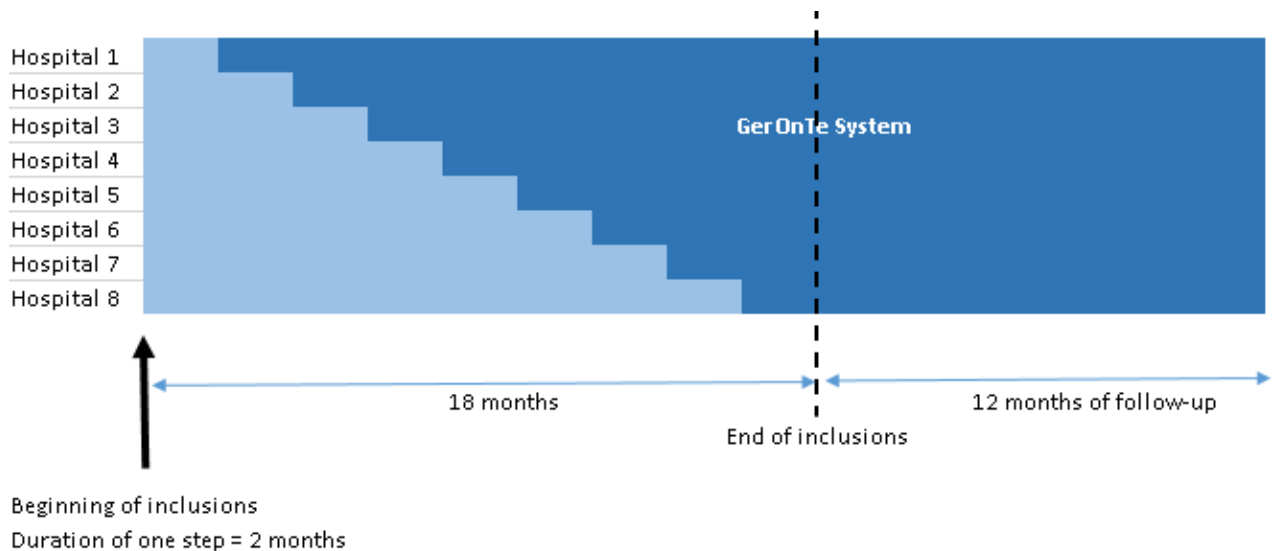 Hospital 1
Hospital 2
Hospital 3
GerOnTe System
Hospital 4
Hospital 5
Hospital 6
Hospital 7
Hospital 8
18 months
12 months of follow-up
End of inclusions
Beginning of inclusions
Duration of one step = 2 months